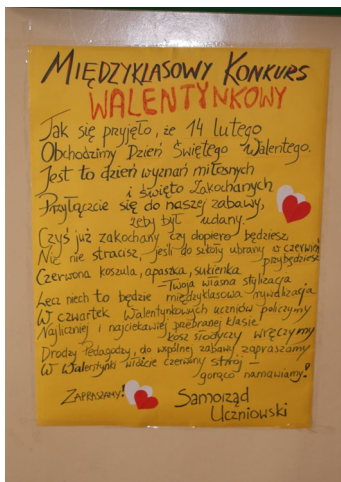 MIĘDZYKLASOWY KONKURS
WALENTYNKOWY
Jak się przyjęło, że 14 lutego
Obchodzimy Dzień Świętego Walentego.
Jest to dzień wyznań miłosnych
i święto Zakochanych
Przyłączcie się do naszej zabawy,
żeby był udany.
Czyś już zakochany czy dopiero będziesz,
Nic nie stracisz, jeśli do szkoły ubrany w czerwień
przybędziesz
Czerwona koszula, apaszka, sukienka
Twoja własna stylizacja
Lecz niech to będzie międzyklasowa rywalizacja
W czwartek Walentynkowych uczniów policzymy
Najliczniej i najciekawiej przebranej klasie
kosz słodyczy wręczymy
Drodzy Pedagodzy, do wspólnej zabawy zapraszamy
W Walentynki włóżcie czerwony strój –
gorąco namawiamy!
ZAPRASZAMY!
Samorząd
Uczniowski